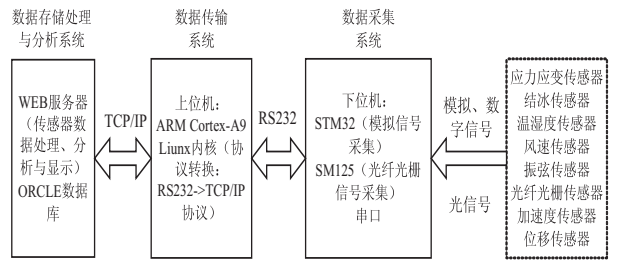 数据存储处理
与分析系统
数据传输
系统
数据采集
系统
WEB服务器
（传感器数
据处理、分
析与显示）
ORCLE数据
库
TCP/IP
上位机：
ARM Cortex-A9
Liunx内核（协
议转换：
RS232->TCP/IP
协议）
RS232
下位机：
STM32（模拟信号
采集）
SM125（光纤光栅
信号采集）
串口
模拟、数
字信号
光信号
应力应变传感器
结冰传感器
温湿度传感器
风速传感器
振弦传感器
光纤光栅传感器
加速度传感器
位移传感器